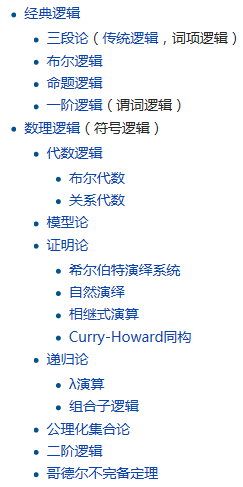 经典逻辑
三段论（传统逻辑，词项逻辑）
布尔逻辑
命题逻辑
一阶逻辑（谓词逻辑）
数理逻辑（符号逻辑）
代数逻辑
布尔代数
关系代数
模型论
证明论
希尔伯特演绎系统
自然演绎
相继式演算
Curry-Howard同构
递归论
λ演算
组合子逻辑
公理化集合论
二阶逻辑
哥德尔不完备定理